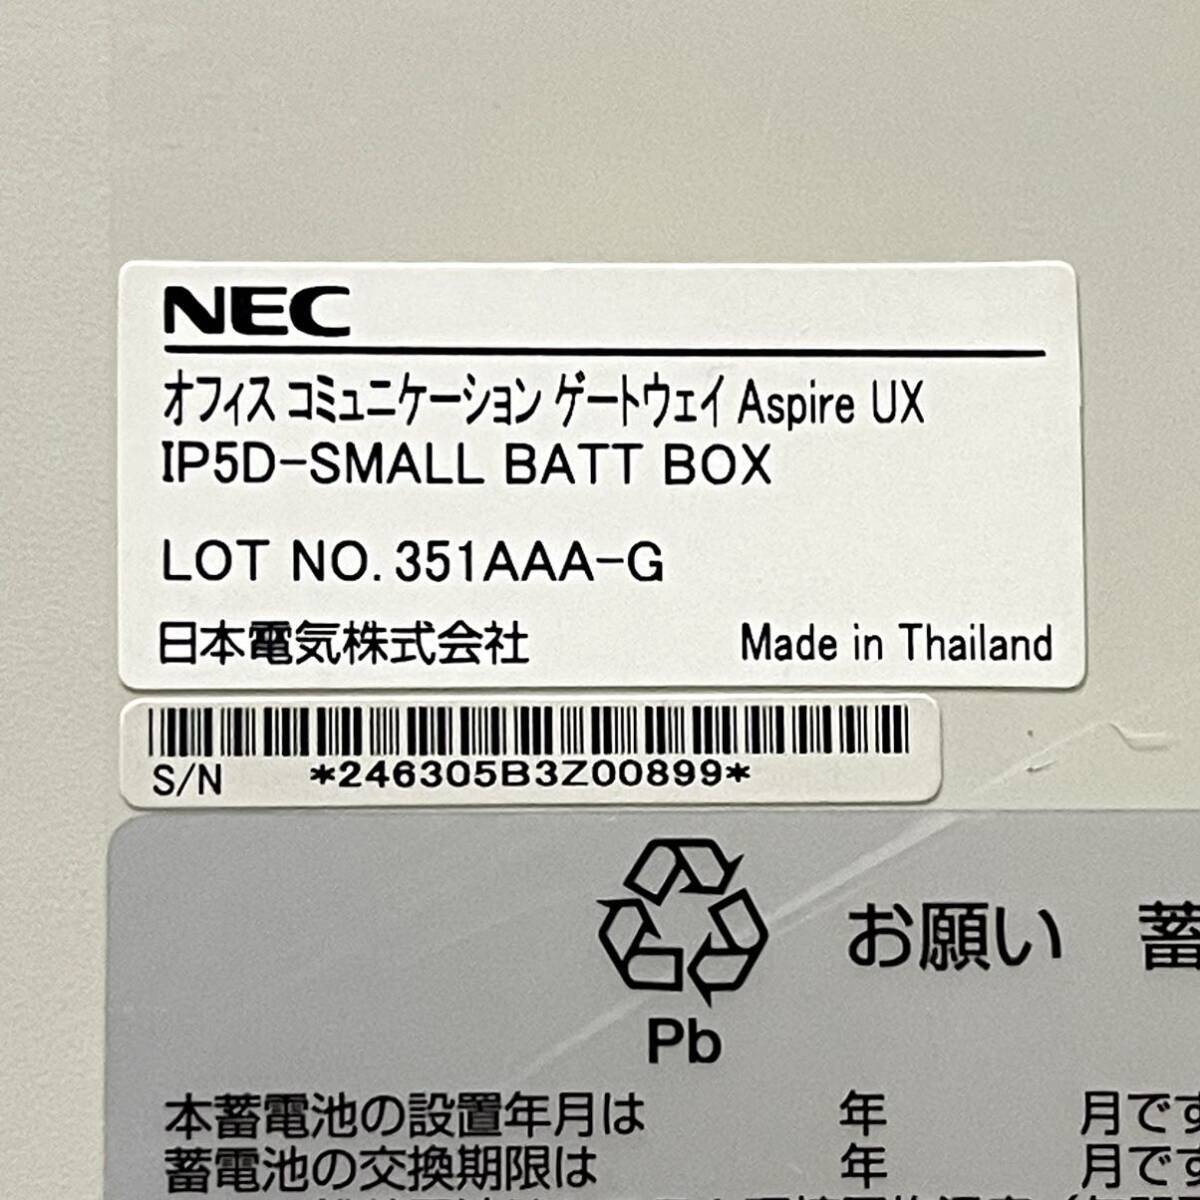 NEC
オフィス コミュニケーション ゲートウェイ Aspire UX
IP5D-SMALL BATT BOX
LOT NO. 351AAA-G
日本電気株式会社 Made in Thailand
S/N *246305B3Z00899*
お願い 蓄
Pb
本蓄電池の設置年月は 年 月です
蓄電池の交換期限は 年 月です